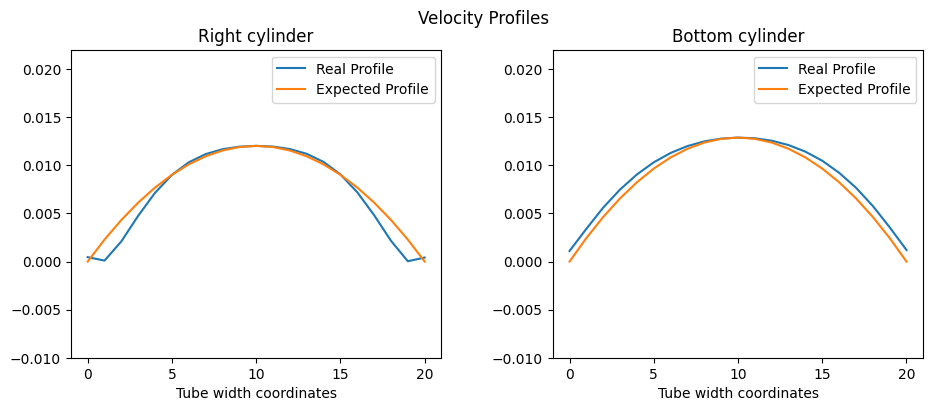 Velocity Profiles
Right cylinder
Real Profile
Expected Profile
0.020
0.015
0.010
0.005
0.000
−0.005
−0.010
0 5 10 15 20
Tube width coordinates
Bottom cylinder
Real Profile
Expected Profile
0.020
0.015
0.010
0.005
0.000
−0.005
−0.010
0 5 10 15 20
Tube width coordinates